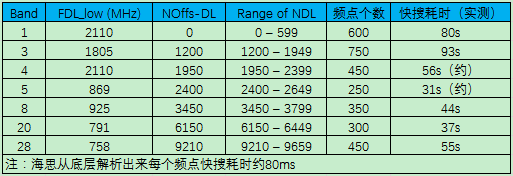 Band FDL_low (MHz) NOffs-DL Range of NDL 频点个数 快搜耗时（实测）
1 2110 0 0 – 599 600 80s
3 1805 1200 1200 – 1949 750 93s
4 2110 1950 1950 – 2399 450 56s（约）
5 869 2400 2400 – 2649 250 31s（约）
8 925 3450 3450 – 3799 350 44s
20 791 6150 6150 – 6449 300 37s
28 758 9210 9210 – 9659 450 55s
注：海思从底层解析出来每个频点快搜耗时约80ms